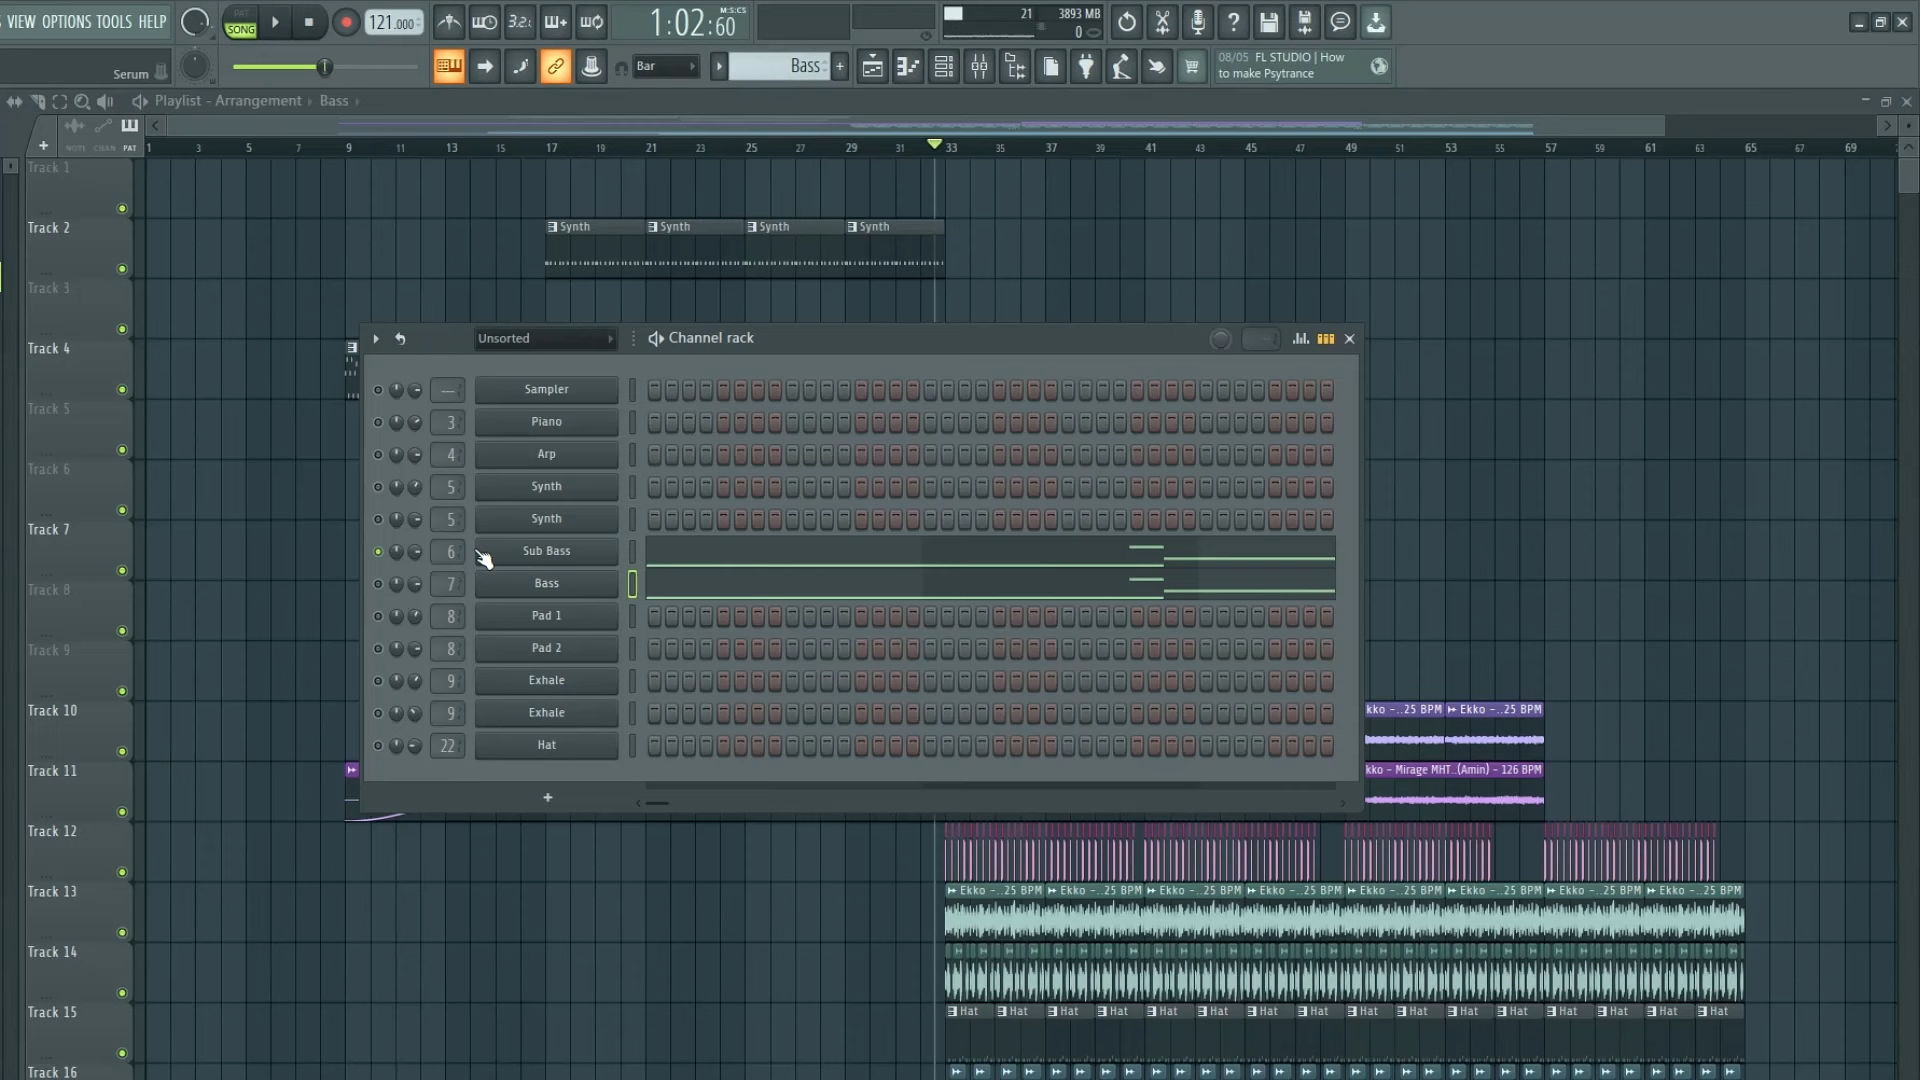 S VIEW OPTIONS TOOLS HELP
PAT
SONG
121.000
3:2:
1:02:60
M:S:CS
21
3893 MB
0
Serum
Bar
Bass
+
08/05 FL STUDIO | How
to make Psytrance
Playlist - Arrangement › Bass ›
NOTE CHAN PAT
1 3 5 7 9 11 13 15 17 19 21 23 25 27 29 31 33 35 37 39 41 43 45 47 49 51 53 55 57 59 61 63 65 67 69
Track 1
Track 2
Synth Synth Synth Synth
Track 3
Track 4
Track 5
Track 6
Track 7
Track 8
Track 9
Track 10
Track 11
Track 12
Track 13
Track 14
Track 15
Track 16
Unsorted
Channel rack
--- Sampler
3 Piano
4 Arp
5 Synth
5 Synth
6 Sub Bass
7 Bass
8 Pad 1
8 Pad 2
9 Exhale
9 Exhale
22 Hat
+
kko -..25 BPM Ekko -..25 BPM
kko - Mirage MHT..(Amin) - 126 BPM
Ekko -..25 BPM Ekko -..25 BPM Ekko -..25 BPM Ekko -..25 BPM Ekko -..25 BPM Ekko -..25 BPM Ekko -..25 BPM Ekko -..25 BPM
Hat Hat Hat Hat Hat Hat Hat Hat Hat Hat Hat Hat Hat Hat Hat Hat